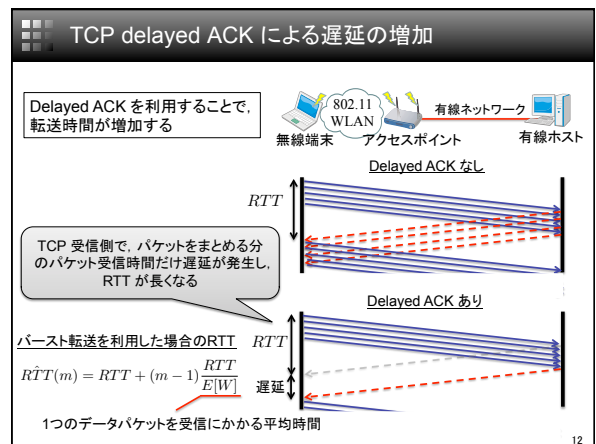 TCP delayed ACK による遅延の増加
Delayed ACK を利用することで,
転送時間が増加する
802.11
WLAN
有線ネットワーク
無線端末
アクセスポイント
有線ホスト
Delayed ACK なし
RTT
TCP 受信側で, パケットをまとめる分
のパケット受信時間だけ遅延が発生し,
RTT が長くなる
Delayed ACK あり
バースト転送を利用した場合のRTT
RTT
R\hat{T}T(m) = RTT + (m − 1) \frac{RTT}{E[W]}
遅延
1つのデータパケットを受信にかかる平均時間
12